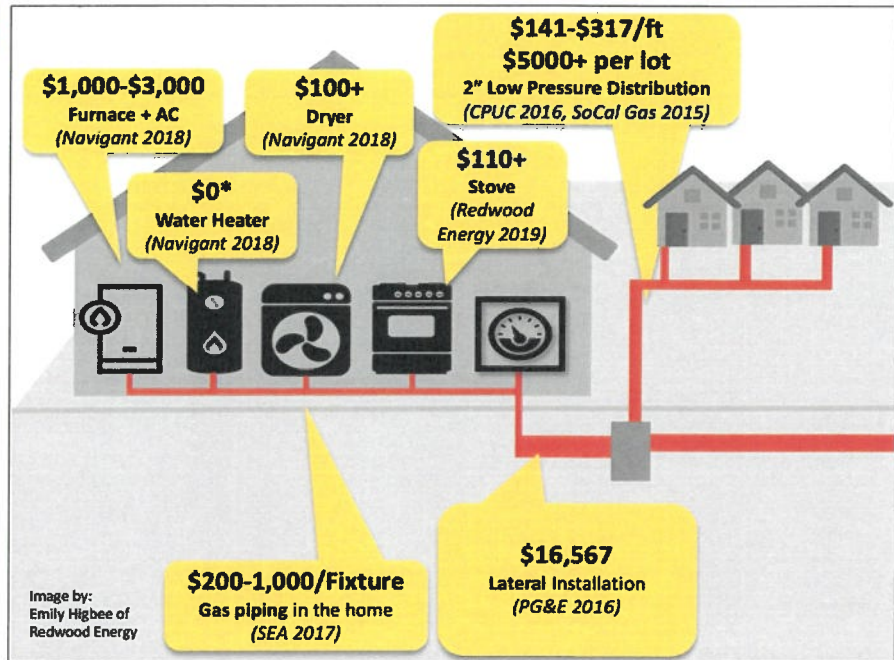 $1,000-$3,000
Furnace + AC
(Navigant 2018)
$0*
Water Heater
(Navigant 2018)
$100+
Dryer
(Navigant 2018)
$110+
Stove
(Redwood
Energy 2019)
$141-$317/ft
$5000+ per lot
2" Low Pressure Distribution
(CPUC 2016, SoCal Gas 2015)
$200-1,000/Fixture
Gas piping in the home
(SEA 2017)
$16,567
Lateral Installation
(PG&E 2016)
Image by:
Emily Higbee of
Redwood Energy